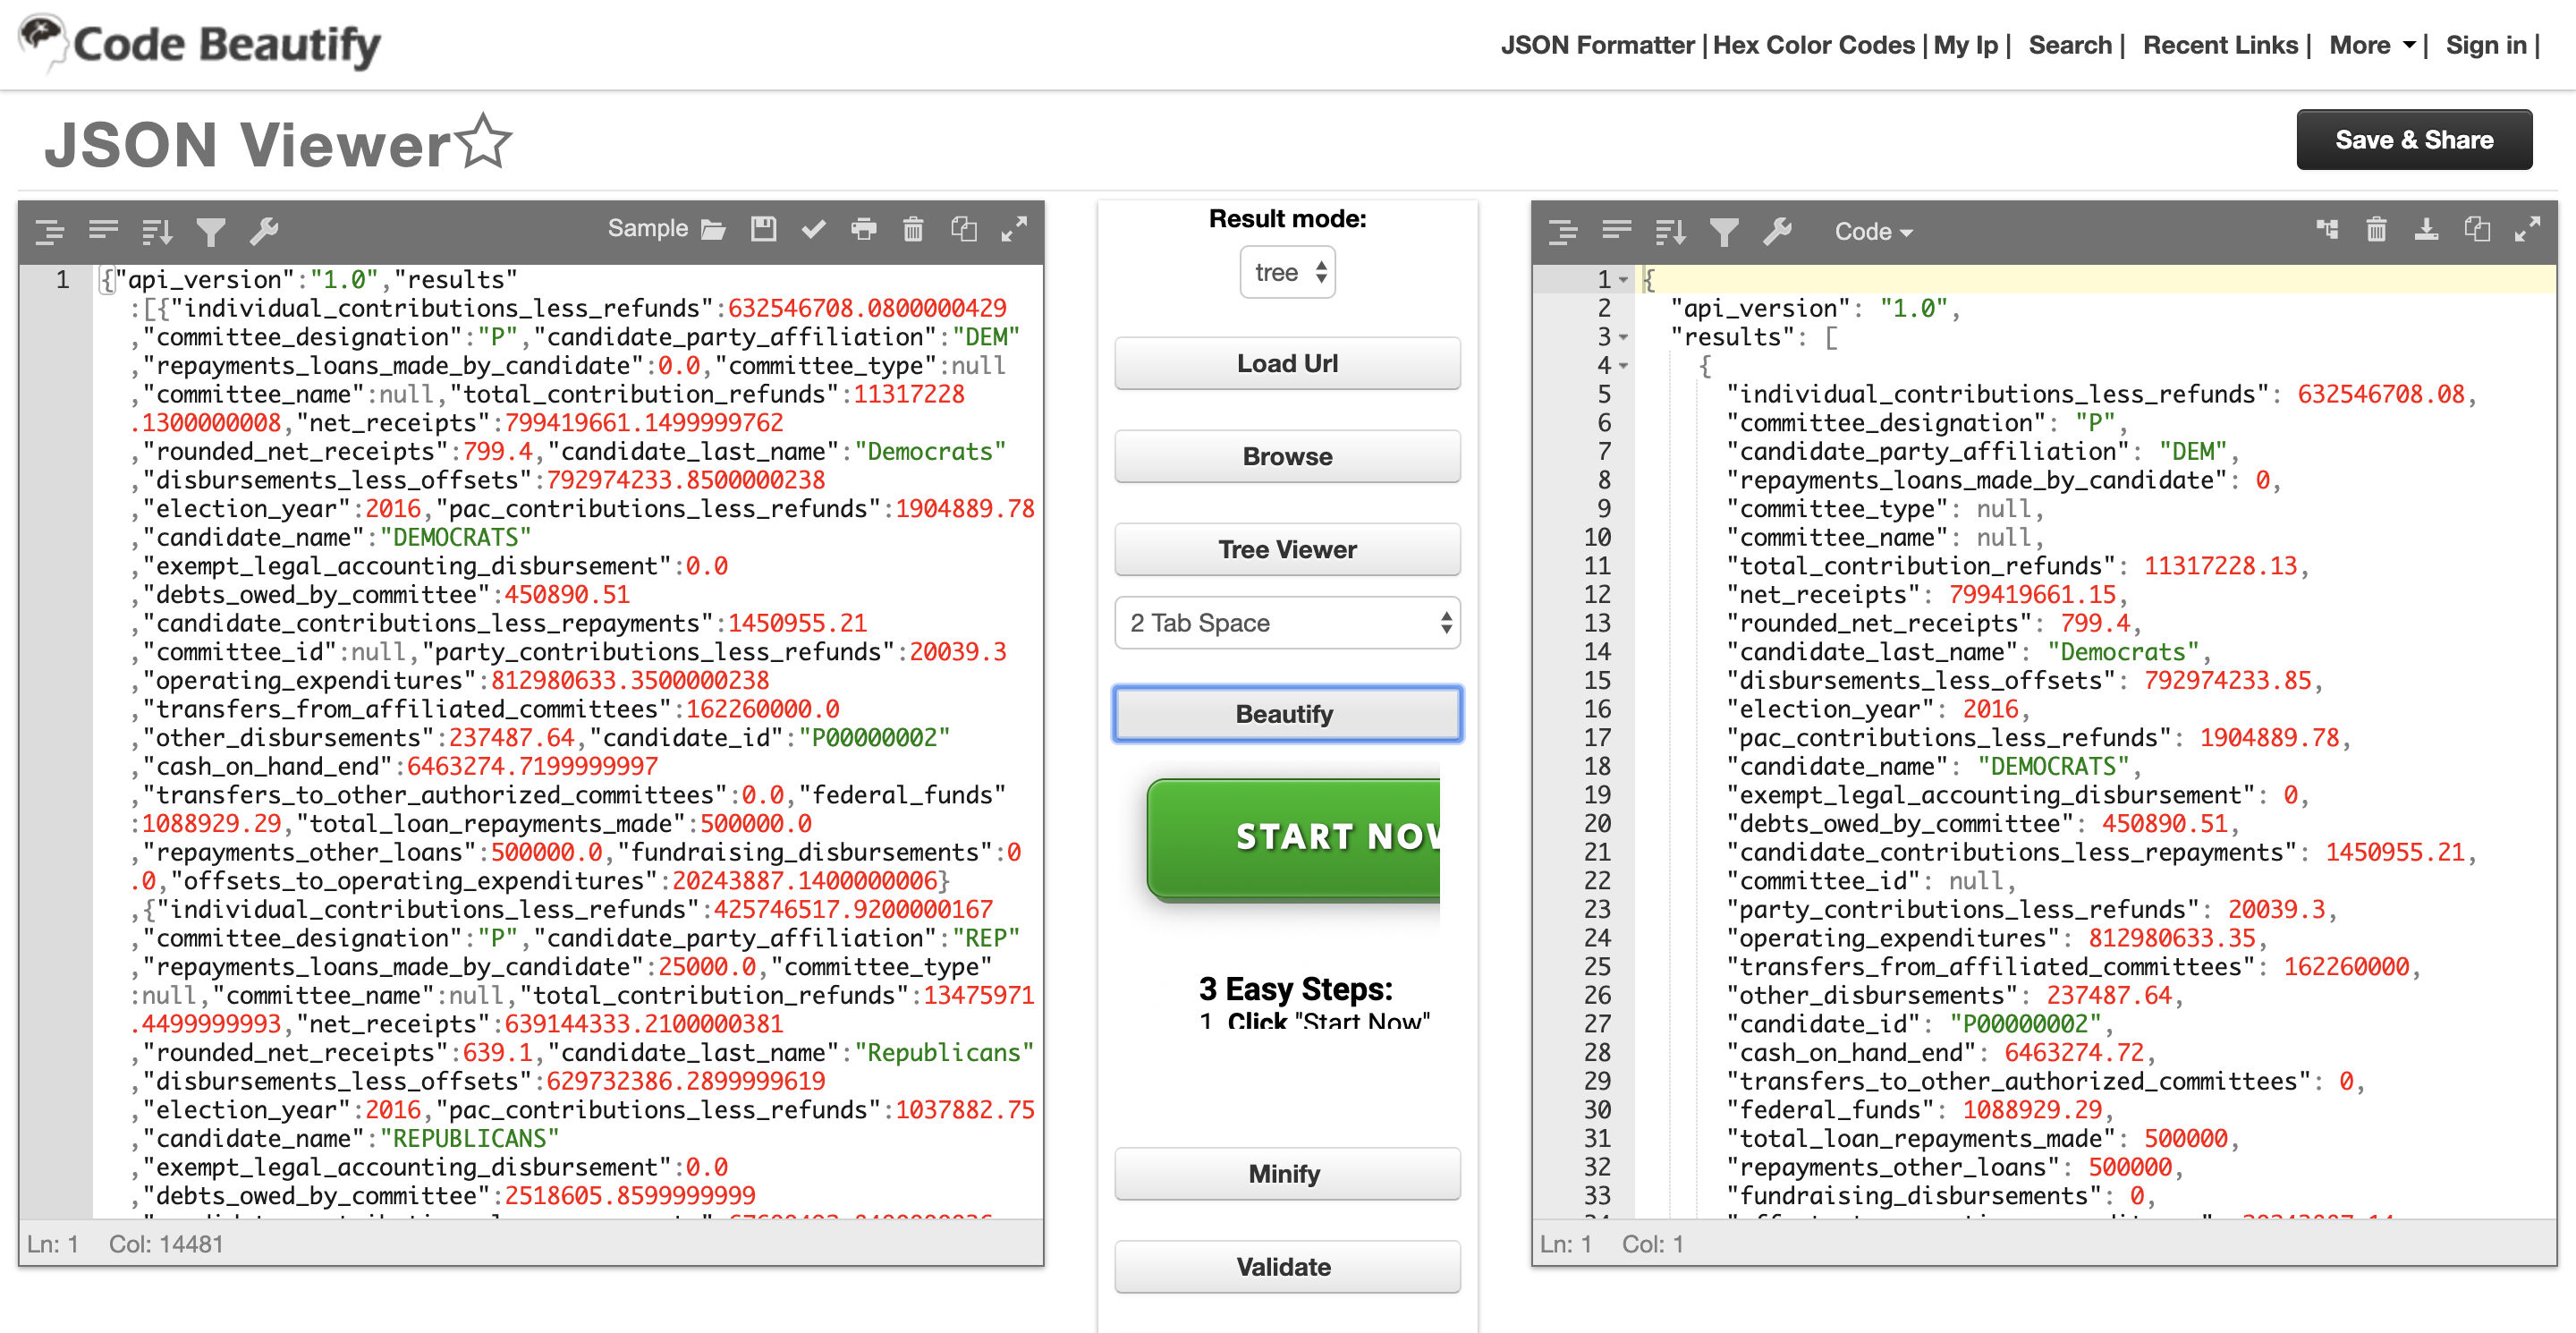 Code Beautify
JSON Formatter | Hex Color Codes | My Ip | Search | Recent Links | More | Sign in |
JSON Viewer
Save & Share
Sample
1 {"api_version":"1.0","results"
:[{"individual_contributions_less_refunds":632546708.0800000429
,"committee_designation":"P","candidate_party_affiliation":"DEM"
,"repayments_loans_made_by_candidate":0.0,"committee_type":null
,"committee_name":null,"total_contribution_refunds":11317228
.1300000008,"net_receipts":799419661.1499999762
,"rounded_net_receipts":799.4,"candidate_last_name":"Democrats"
,"disbursements_less_offsets":792974233.8500000238
,"election_year":2016,"pac_contributions_less_refunds":1904889.78
,"candidate_name":"DEMOCRATS"
,"exempt_legal_accounting_disbursement":0.0
,"debts_owed_by_committee":450890.51
,"candidate_contributions_less_repayments":1450955.21
,"committee_id":null,"party_contributions_less_refunds":20039.3
,"operating_expenditures":812980633.3500000238
,"transfers_from_affiliated_committees":162260000.0
,"other_disbursements":237487.64,"candidate_id":"P00000002"
,"cash_on_hand_end":6463274.7199999997
,"transfers_to_other_authorized_committees":0.0,"federal_funds"
:1088929.29,"total_loan_repayments_made":500000.0
,"repayments_other_loans":500000.0,"fundraising_disbursements":0
.0,"offsets_to_operating_expenditures":20243887.1400000006}
,{"individual_contributions_less_refunds":425746517.9200000167
,"committee_designation":"P","candidate_party_affiliation":"REP"
,"repayments_loans_made_by_candidate":25000.0,"committee_type"
:null,"committee_name":null,"total_contribution_refunds":13475971
.4499999993,"net_receipts":639144333.2100000381
,"rounded_net_receipts":639.1,"candidate_last_name":"Republicans"
,"disbursements_less_offsets":629732386.2899999619
,"election_year":2016,"pac_contributions_less_refunds":1037882.75
,"candidate_name":"REPUBLICANS"
,"exempt_legal_accounting_disbursement":0.0
,"debts_owed_by_committee":2518605.8599999999
Ln: 1 Col: 14481
Result mode:
tree
Load Url
Browse
Tree Viewer
2 Tab Space
Beautify
START NOW
3 Easy Steps:
1. Click "Start Now"
Minify
Validate
Code
1 {
2 "api_version": "1.0",
3 "results": [
4 {
5 "individual_contributions_less_refunds": 632546708.08,
6 "committee_designation": "P",
7 "candidate_party_affiliation": "DEM",
8 "repayments_loans_made_by_candidate": 0,
9 "committee_type": null,
10 "committee_name": null,
11 "total_contribution_refunds": 11317228.13,
12 "net_receipts": 799419661.15,
13 "rounded_net_receipts": 799.4,
14 "candidate_last_name": "Democrats",
15 "disbursements_less_offsets": 792974233.85,
16 "election_year": 2016,
17 "pac_contributions_less_refunds": 1904889.78,
18 "candidate_name": "DEMOCRATS",
19 "exempt_legal_accounting_disbursement": 0,
20 "debts_owed_by_committee": 450890.51,
21 "candidate_contributions_less_repayments": 1450955.21,
22 "committee_id": null,
23 "party_contributions_less_refunds": 20039.3,
24 "operating_expenditures": 812980633.35,
25 "transfers_from_affiliated_committees": 162260000,
26 "other_disbursements": 237487.64,
27 "candidate_id": "P00000002",
28 "cash_on_hand_end": 6463274.72,
29 "transfers_to_other_authorized_committees": 0,
30 "federal_funds": 1088929.29,
31 "total_loan_repayments_made": 500000,
32 "repayments_other_loans": 500000,
33 "fundraising_disbursements": 0,
Ln: 1 Col: 1